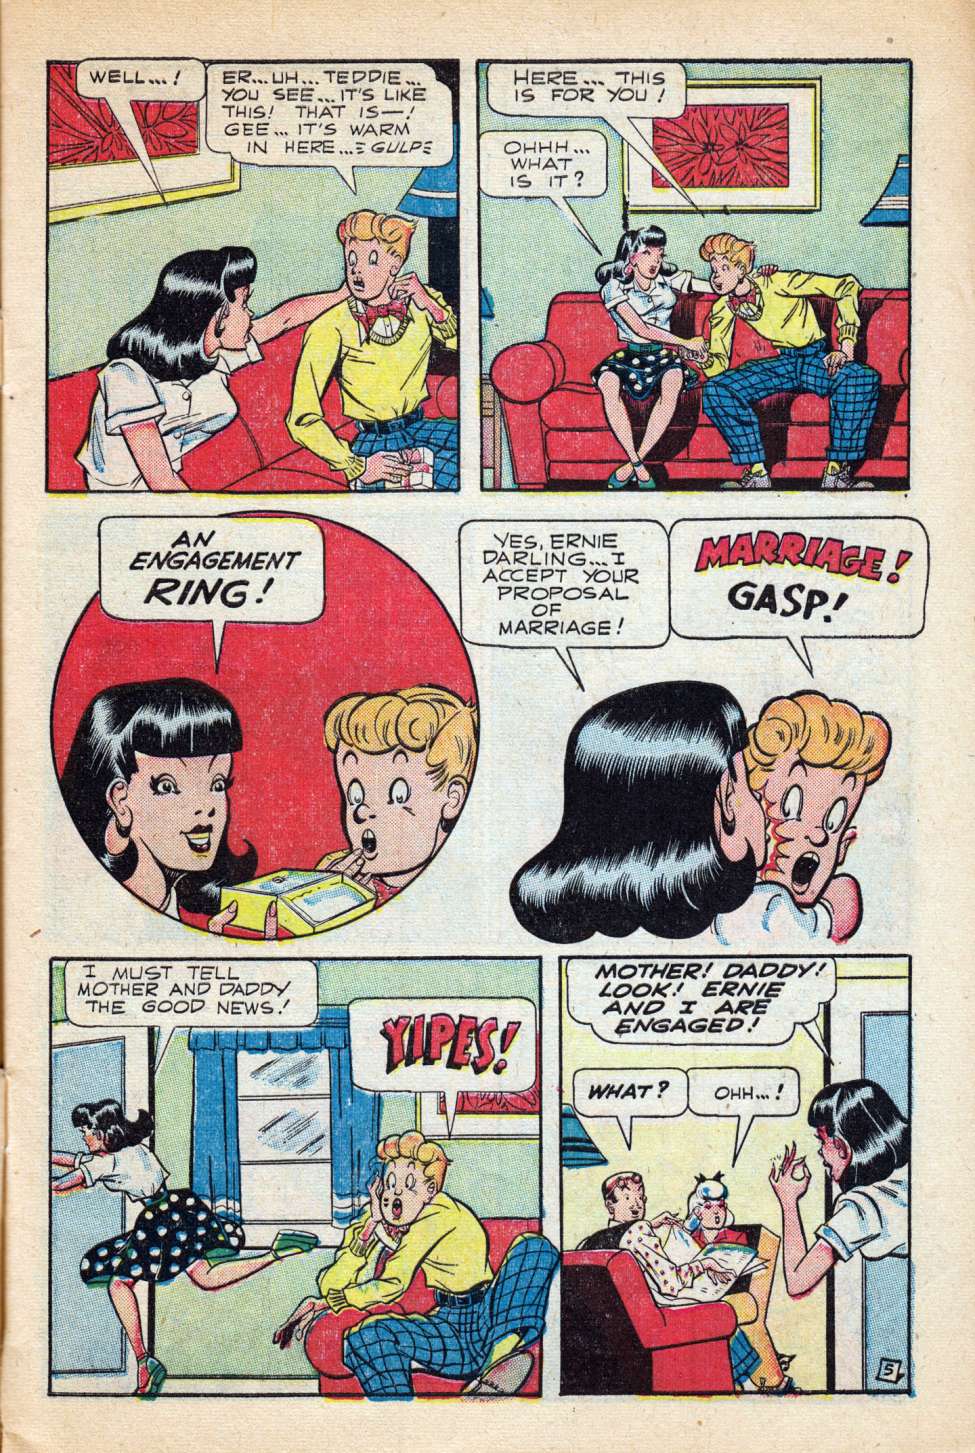 WELL...!
ER...UH...TEDDIE...
YOU SEE...IT'S LIKE
THIS! THAT IS—!
GEE...IT'S WARM
IN HERE...GULP
HERE...THIS
IS FOR YOU!
OHHH...
WHAT
IS IT?
AN
ENGAGEMENT
RING!
YES, ERNIE
DARLING...I
ACCEPT YOUR
PROPOSAL
OF
MARRIAGE!
MARRIAGE!
GASP!
I MUST TELL
MOTHER AND DADDY
THE GOOD NEWS!
YIPES!
MOTHER! DADDY!
LOOK! ERNIE
AND I ARE
ENGAGED!
WHAT?
OHH...!
5